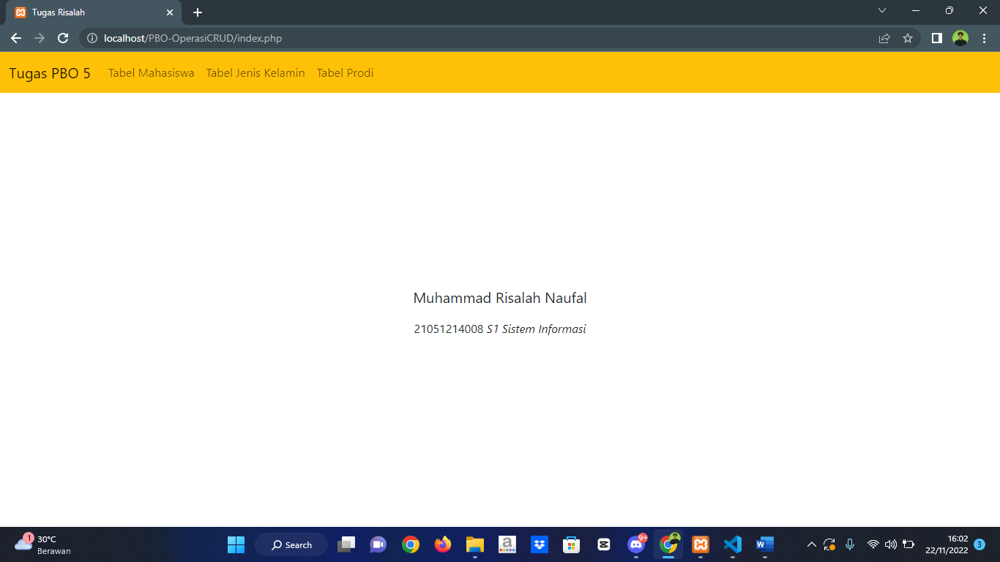 Tugas Risalah
localhost/PBO-OperasiCRUD/index.php
Tugas PBO 5 Tabel Mahasiswa Tabel Jenis Kelamin Tabel Prodi
Muhammad Risalah Naufal
21051214008 S1 Sistem Informasi
1 30°C
Berawan
Search
a
9+
W
16:02
22/11/2022
3